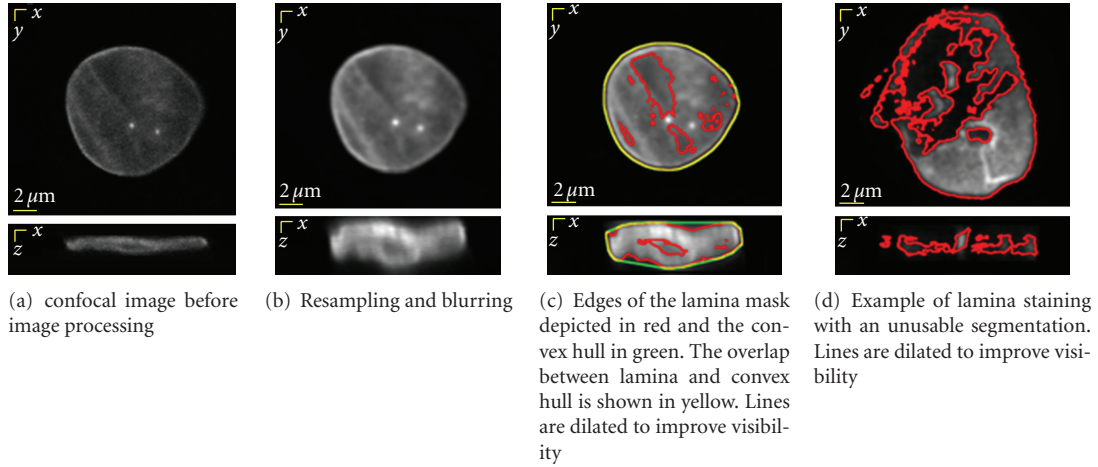 x
y
2 μm
x
z
x
y
2 μm
x
z
x
y
2 μm
x
z
x
y
2 μm
x
z
(a) confocal image before
image processing
(b) Resampling and blurring
(c) Edges of the lamina mask
depicted in red and the con-
vex hull in green. The overlap
between lamina and convex
hull is shown in yellow. Lines
are dilated to improve visibil-
ity
(d) Example of lamina staining
with an unusable segmentation.
Lines are dilated to improve visi-
bility